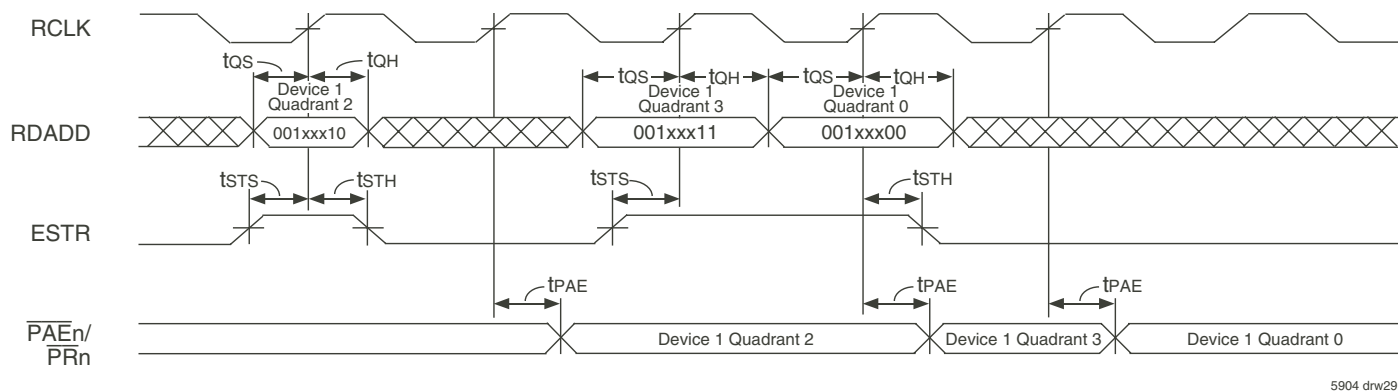 RCLK
tQS tQH tQS tQH tQS tQH
Device 1
Quadrant 2
Device 1
Quadrant 3
Device 1
Quadrant 0
RDADD
001xxx10
001xxx11
001xxx00
tSTS tSTH tSTS tSTH
ESTR
tPAE tPAE tPAE
PAEn/
PRn
Device 1 Quadrant 2
Device 1 Quadrant 3
Device 1 Quadrant 0
5904 drw29